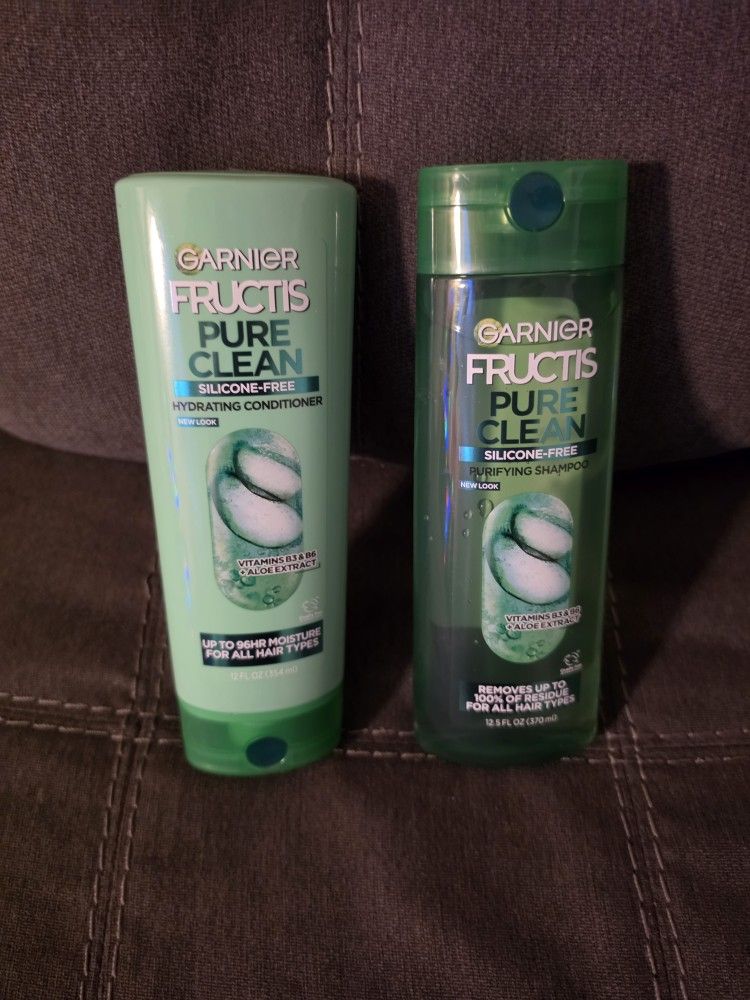 GARNIER
FRUCTIS
PURE
CLEAN
SILICONE-FREE
HYDRATING CONDITIONER
NEW LOOK
VITAMINS B3 & B6
+ ALOE EXTRACT
UP TO 96HR MOISTURE
FOR ALL HAIR TYPES
12 FL OZ (354 ml)
GARNIER
FRUCTIS
PURE
CLEAN
SILICONE-FREE
PURIFYING SHAMPOO
NEW LOOK
VITAMINS B3 & B6
+ ALOE EXTRACT
REMOVES UP TO
100% OF RESIDUE
FOR ALL HAIR TYPES
12.5 FL OZ (370 ml)